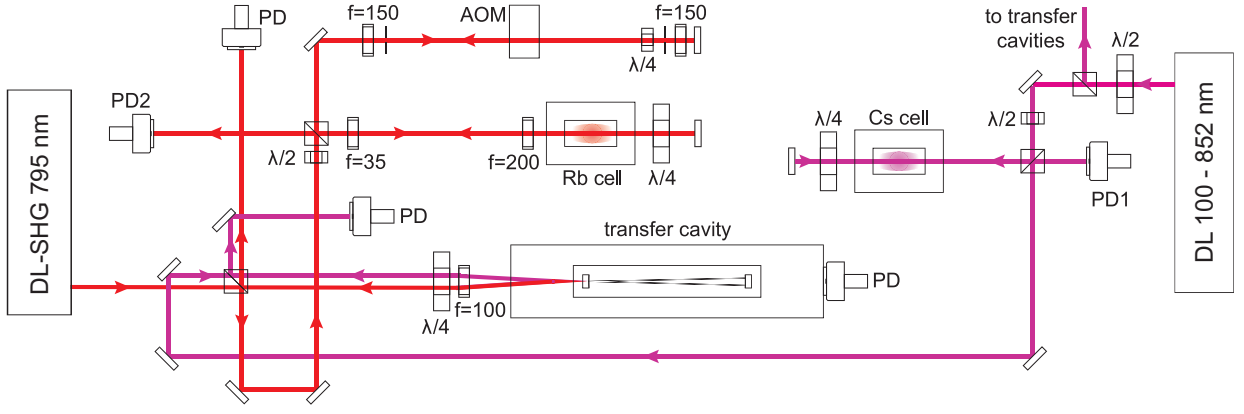 PD
f=150
AOM
f=150
λ/4
to transfer
cavities
λ/2
PD2
λ/2
f=35
f=200
Rb cell
λ/4
λ/4
Cs cell
λ/2
PD1
DL-SHG 795 nm
DL 100 - 852 nm
PD
transfer cavity
λ/4
f=100
PD